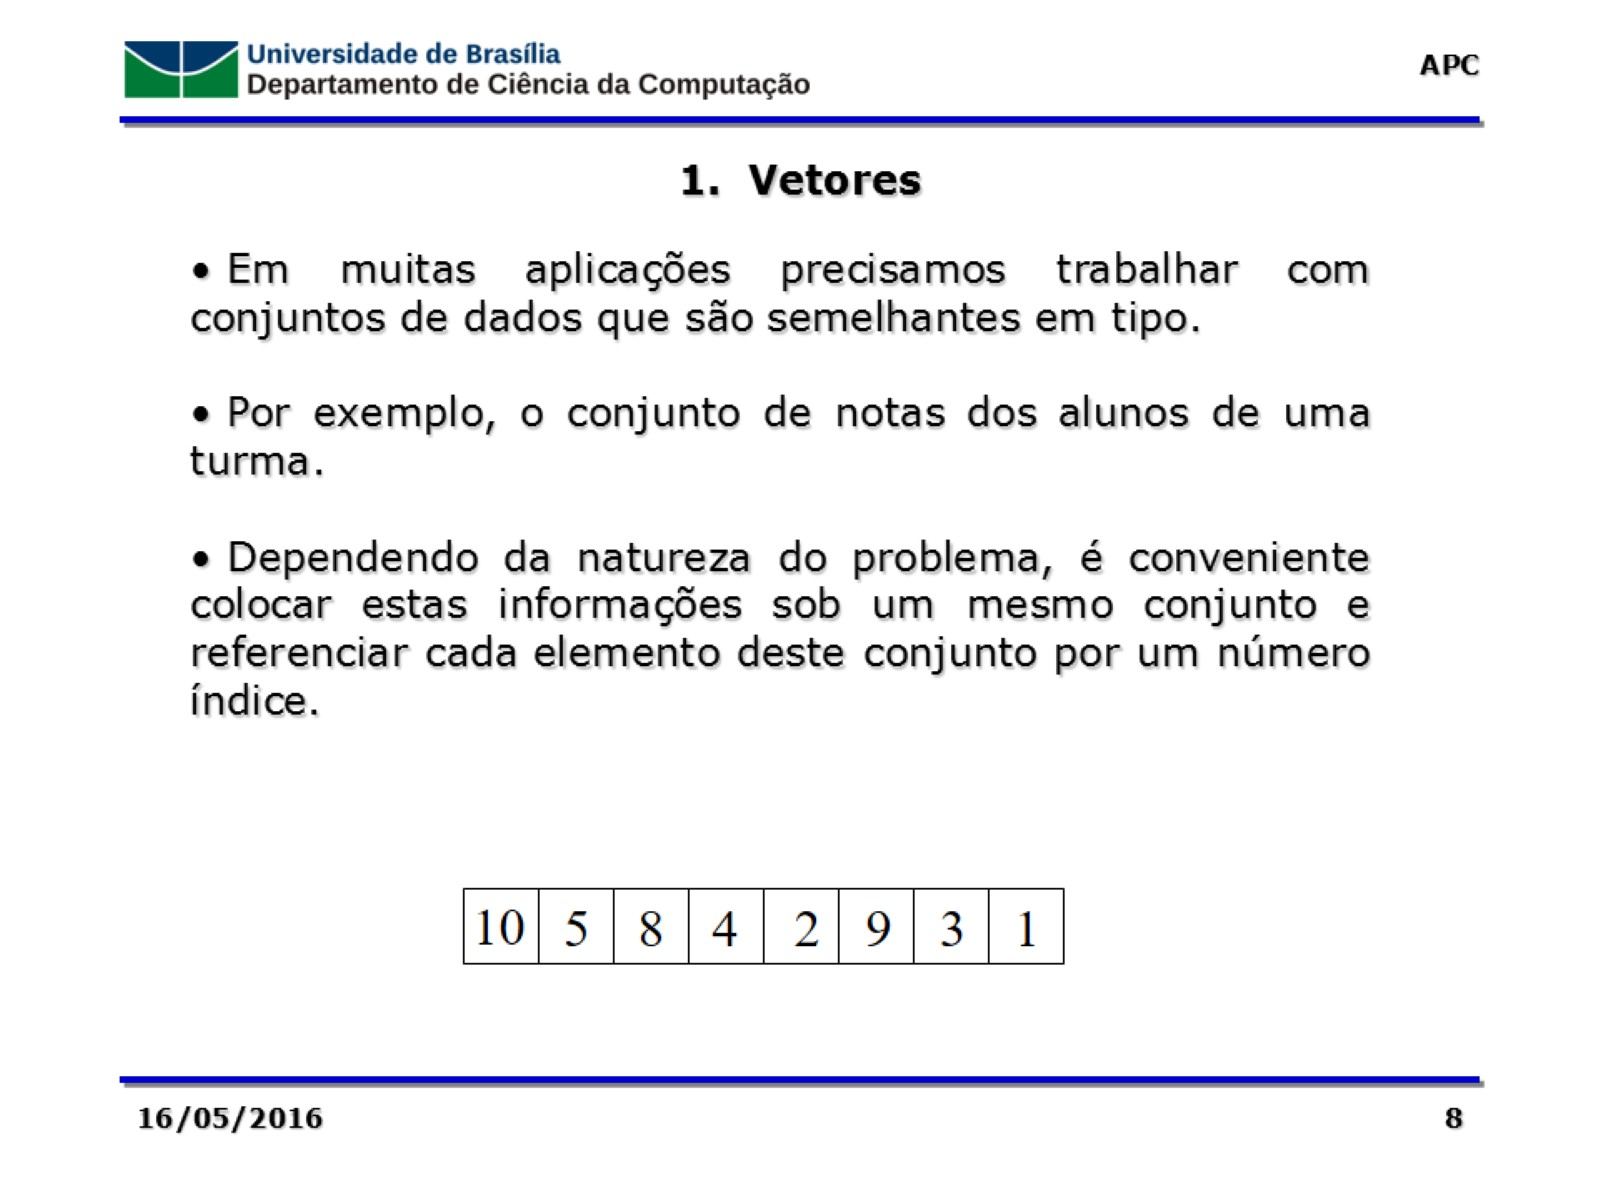 Universidade de Brasília
Departamento de Ciência da Computação
APC
1. Vetores
• Em muitas aplicações precisamos trabalhar com
conjuntos de dados que são semelhantes em tipo.
• Por exemplo, o conjunto de notas dos alunos de uma
turma.
• Dependendo da natureza do problema, é conveniente
colocar estas informações sob um mesmo conjunto e
referenciar cada elemento deste conjunto por um número
índice.
10 5 8 4 2 9 3 1
16/05/2016
8